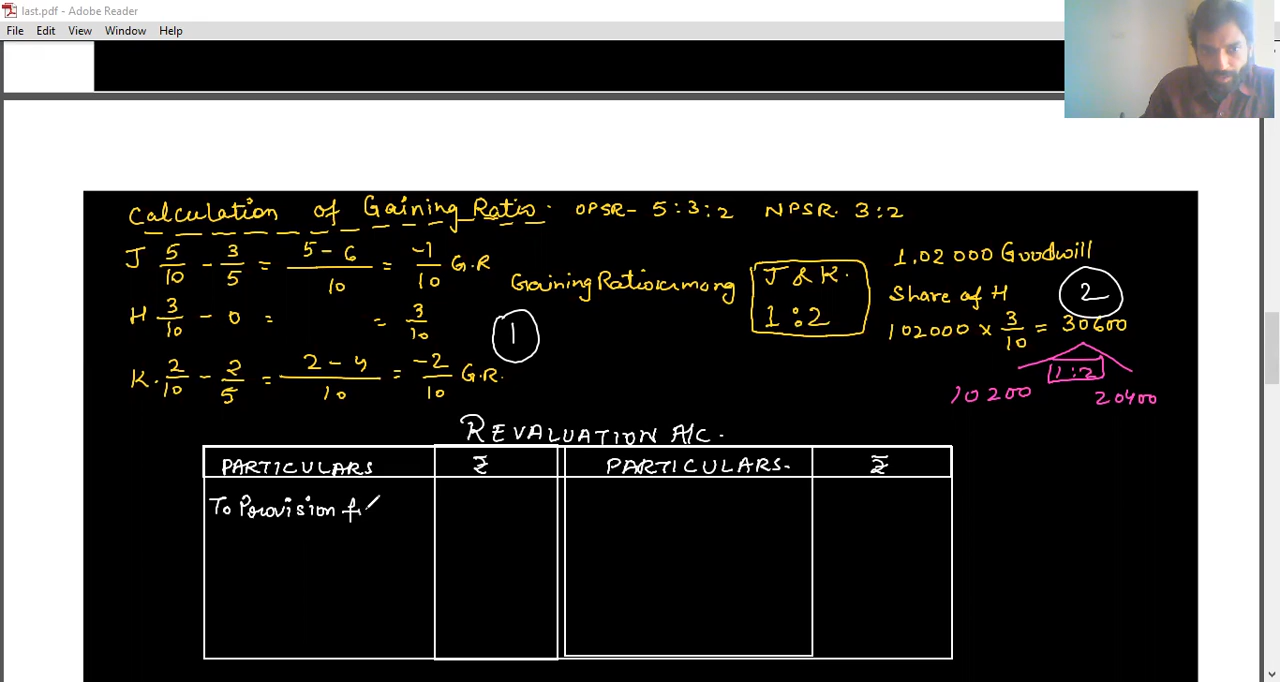 last.pdf - Adobe Reader
File Edit View Window Help
Calculation of Gaining Ratio. OPSR- 5:3:2 NPSR. 3:2
J 5/10 - 3/5 = 5-6/10 = -1/10 G.R
H 3/10 - 0 = = 3/10
K. 2/10 - 2/5 = 2-4/10 = -2/10 G.R.
1
Gaining Ratio among
J & K.
1:2
1,02000 Goodwill
Share of H
2
102000 × 3/10 = 30600
1:2
10200 20400
REVALUATION A/C.
PARTICULARS ₹ PARTICULARS. ₹
To Provision f